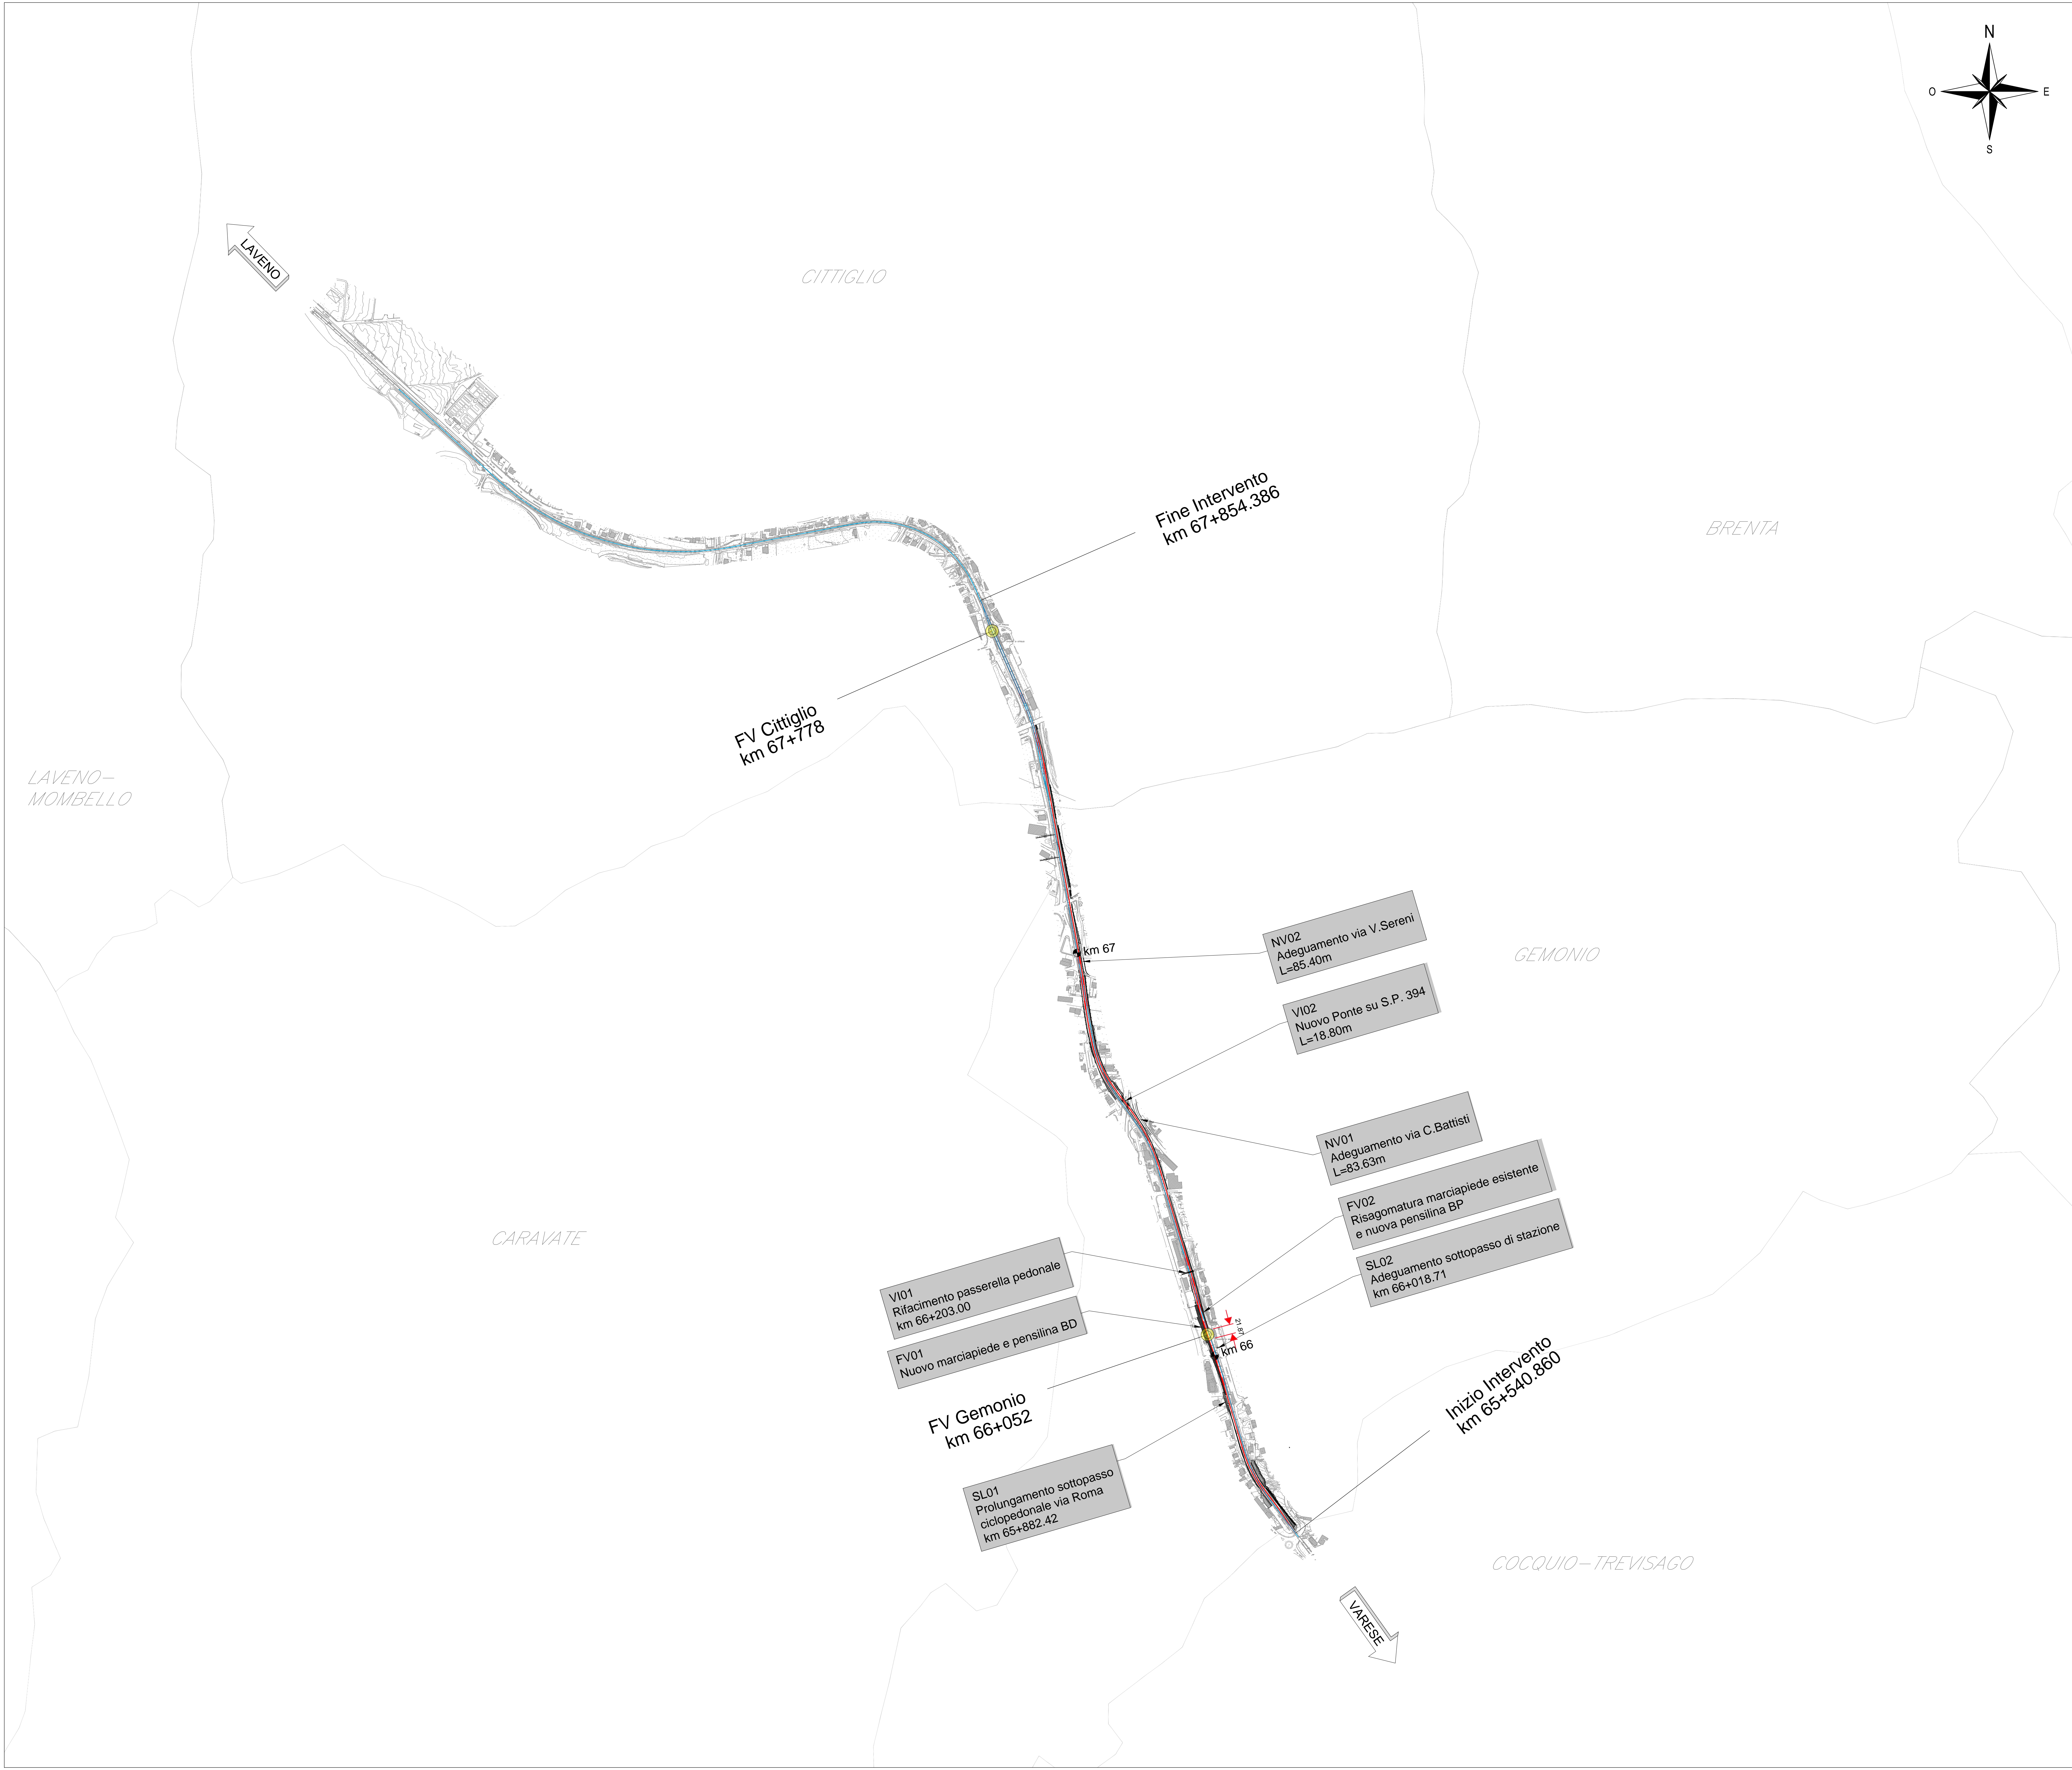 N
O
E
S
LAVENO
CITTIGLIO
Fine Intervento
km 67+854.386
BRENTA
FV Cittiglio
km 67+778
LAVENO-
MOMBELLO
NV02
Adeguamento via V.Sereni
L=85.40m
km 67
GEMONIO
VI02
Nuovo Ponte su S.P. 394
L=18.80m
NV01
Adeguamento via C.Battisti
L=83.63m
FV02
Risagomatura marciapiede esistente
e nuova pensilina BP
SL02
Adeguamento sottopasso di stazione
km 66+018.71
CARAVATE
VI01
Rifacimento passerella pedonale
km 66+203.00
FV01
Nuovo marciapiede e pensilina BD
21.87
km 66
FV Gemonio
km 66+052
Inizio Intervento
km 65+540.860
SL01
Prolungamento sottopasso
ciclopedonale via Roma
km 65+882.42
COCQUIO-TREVISAGO
VARESE